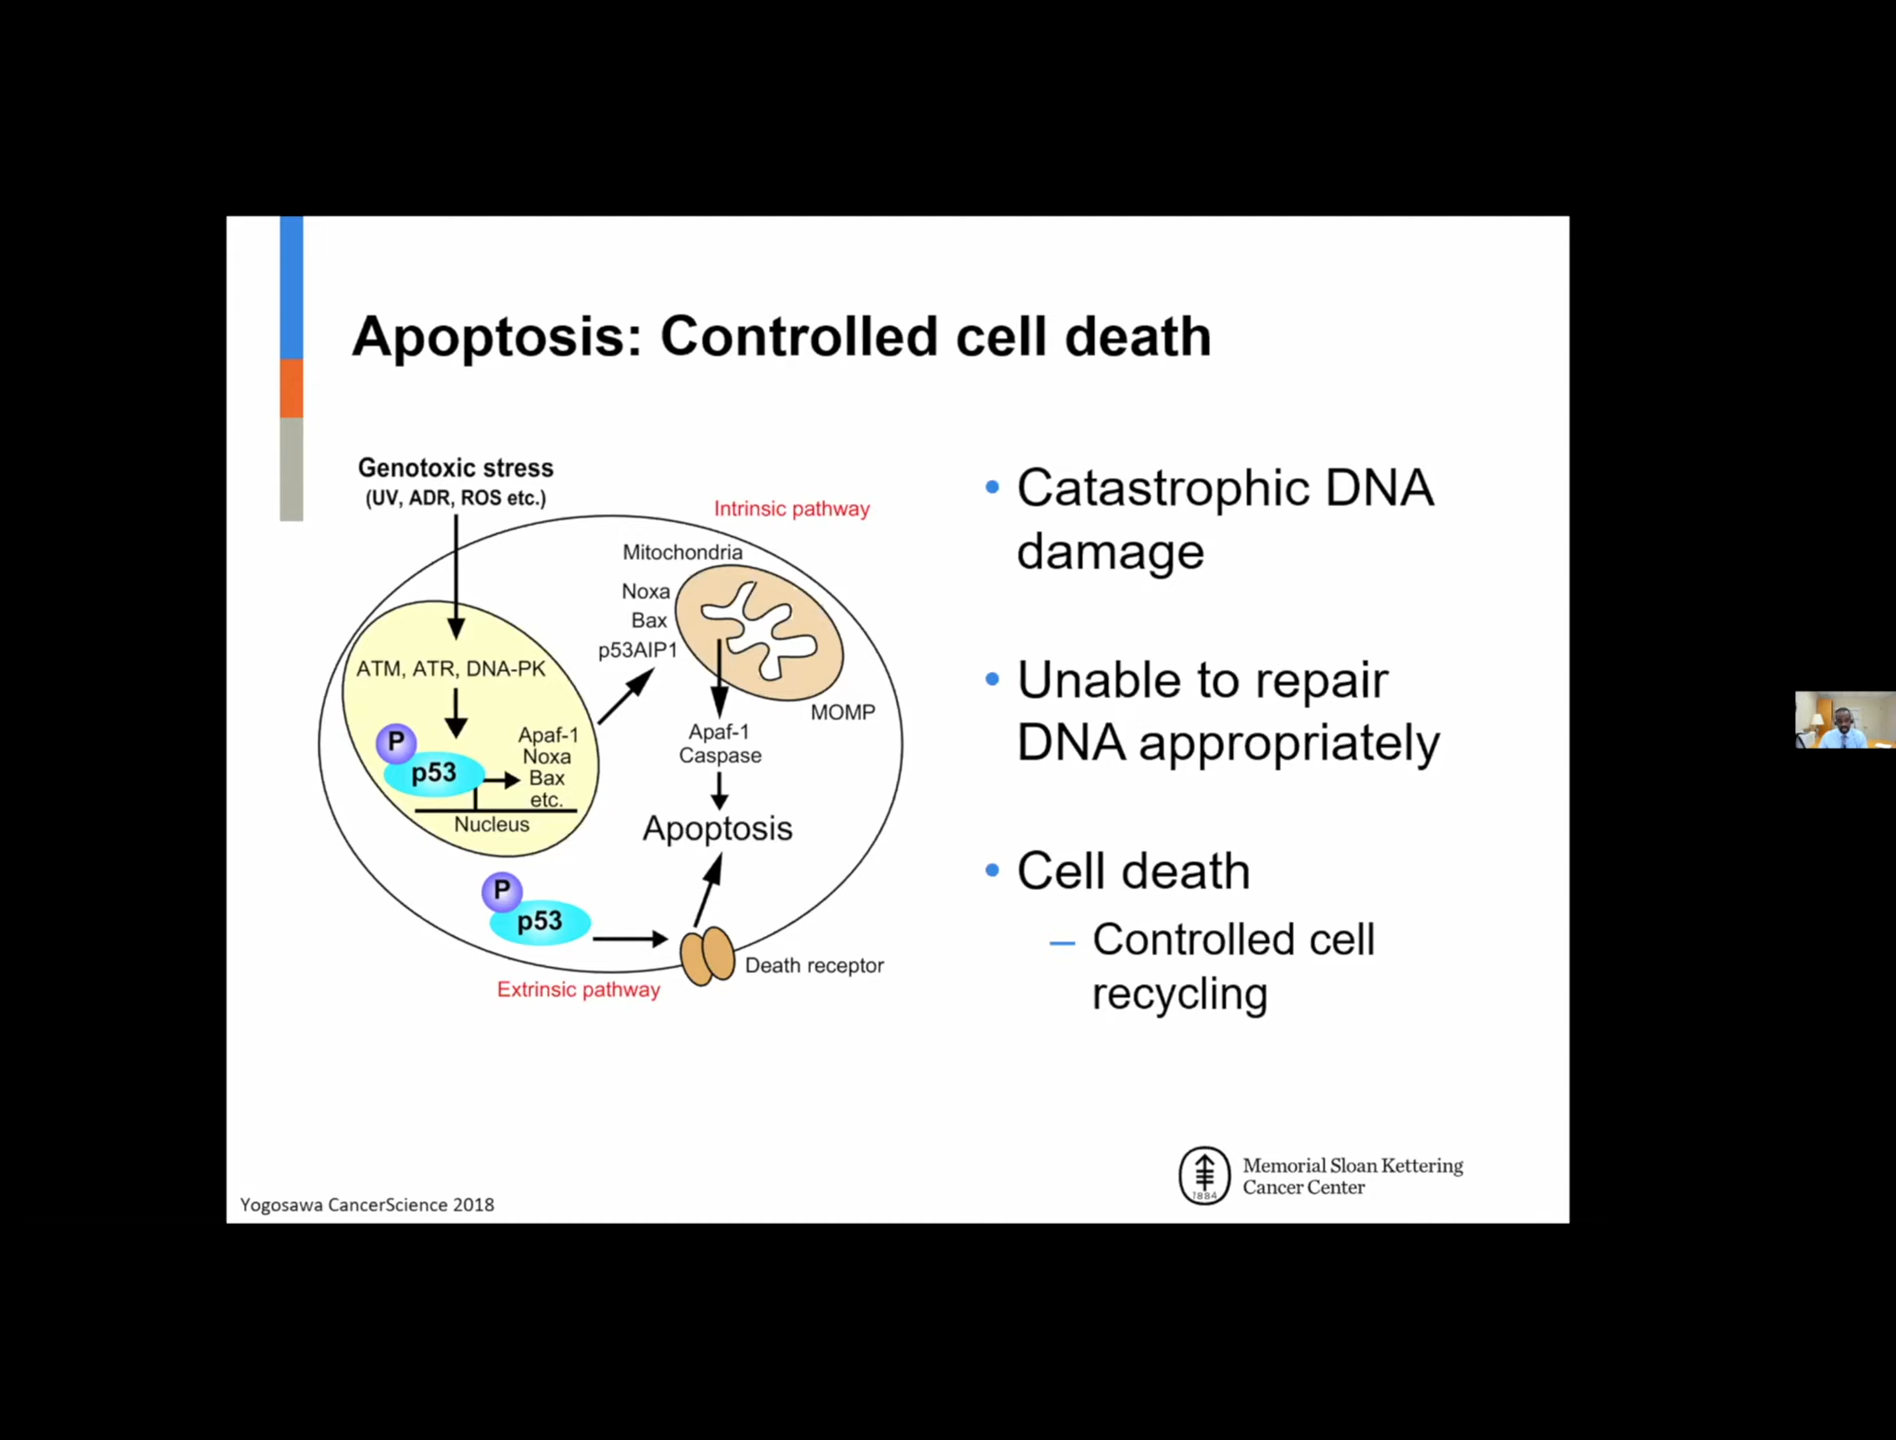 Apoptosis: Controlled cell death
Genotoxic stress
(UV, ADR, ROS etc.)
Intrinsic pathway
Mitochondria
Noxa
Bax
p53AIP1
MOMP
ATM, ATR, DNA-PK
P
p53
Apaf-1
Noxa
Bax
etc.
Nucleus
Apaf-1
Caspase
Apoptosis
P
p53
Death receptor
Extrinsic pathway
• Catastrophic DNA
damage
• Unable to repair
DNA appropriately
• Cell death
– Controlled cell
recycling
1884
Memorial Sloan Kettering
Cancer Center
Yogosawa CancerScience 2018